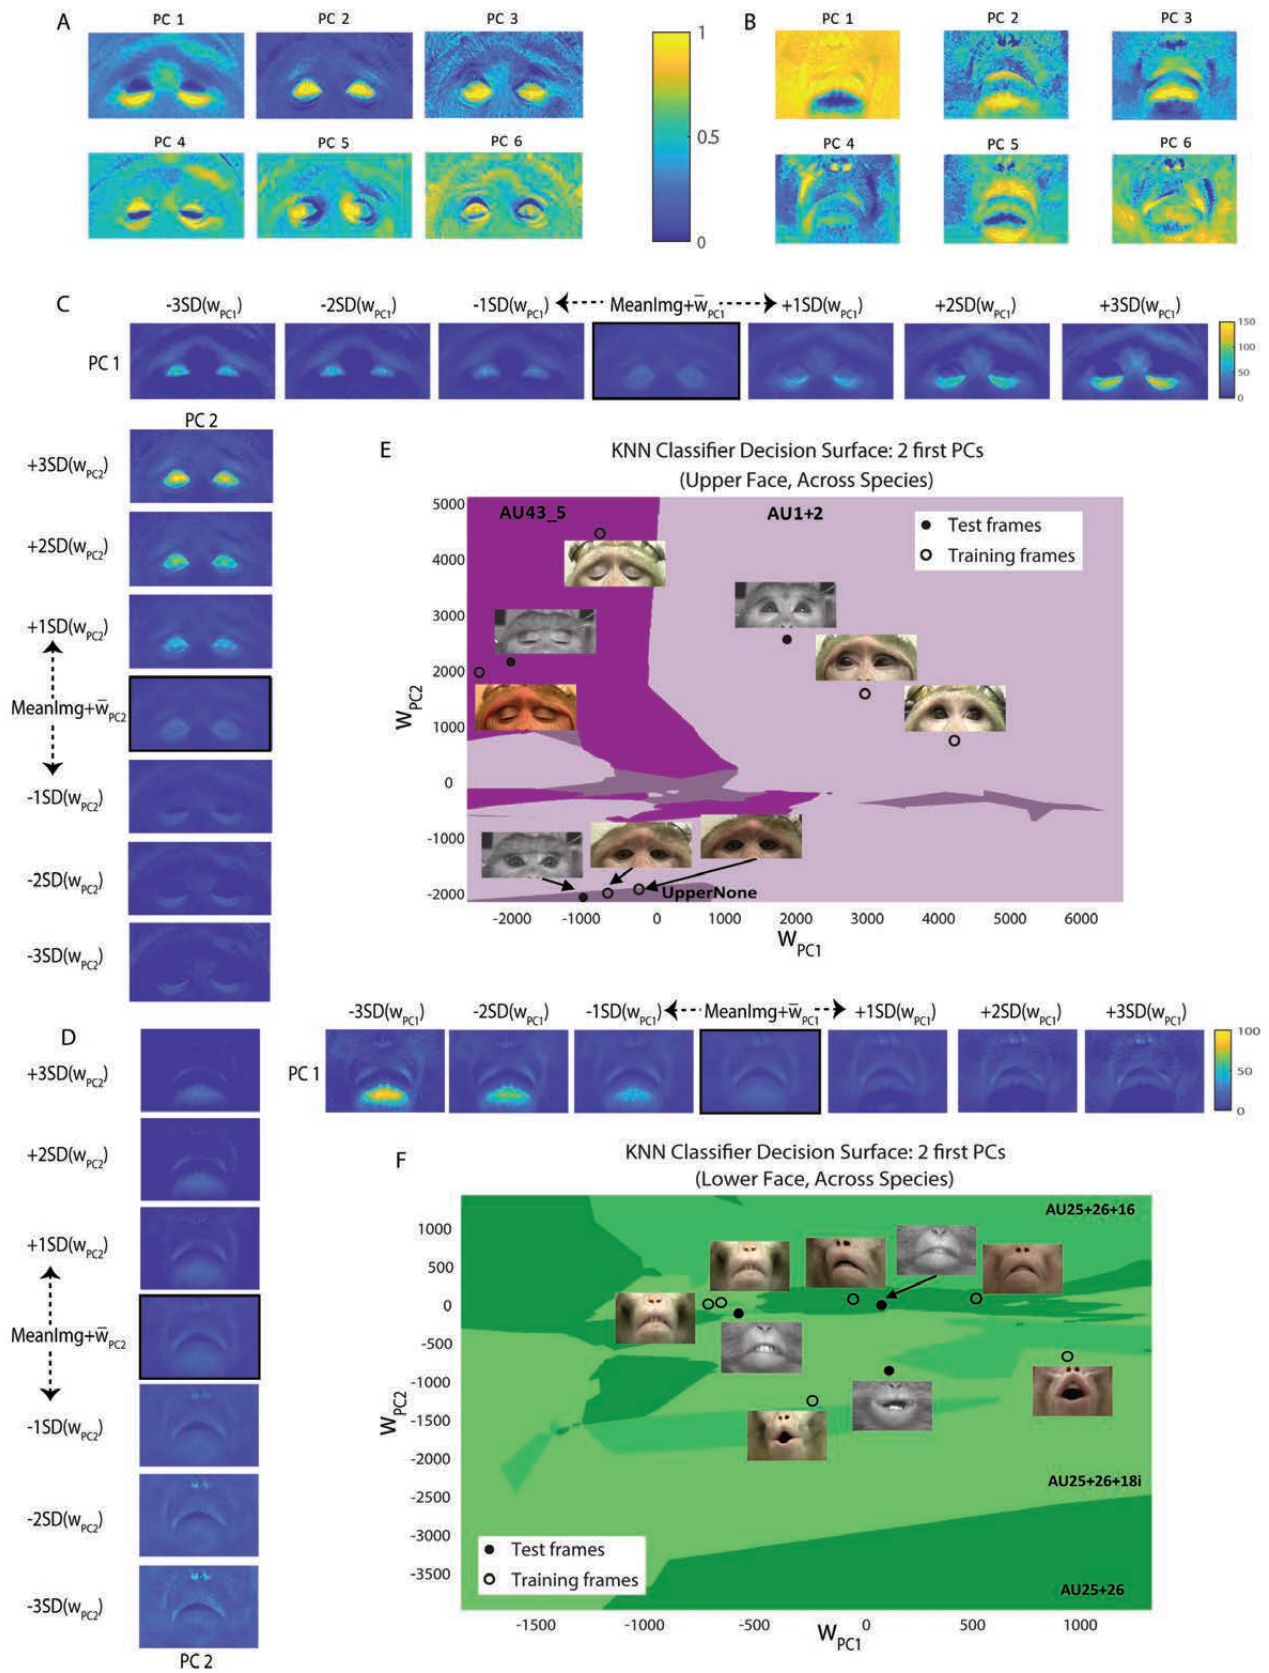 A
PC 1
PC 2
PC 3
PC 4
PC 5
PC 6
1
0.5
0
B
PC 1
PC 2
PC 3
PC 4
PC 5
PC 6
C
-3SD(wPC1)
-2SD(wPC1)
-1SD(wPC1)
MeanImg+w̅PC1
+1SD(wPC1)
+2SD(wPC1)
+3SD(wPC1)
PC 1
150
100
50
0
PC 2
+3SD(wPC2)
+2SD(wPC2)
+1SD(wPC2)
MeanImg+w̅PC2
-1SD(wPC2)
-2SD(wPC2)
-3SD(wPC2)
E
KNN Classifier Decision Surface: 2 first PCs
(Upper Face, Across Species)
AU43_5
AU1+2
Test frames
Training frames
UpperNone
5000
4000
3000
2000
1000
0
-1000
-2000
WPC2
-2000 -1000 0 1000 2000 3000 4000 5000 6000
WPC1
D
-3SD(wPC1)
-2SD(wPC1)
-1SD(wPC1)
MeanImg+w̅PC1
+1SD(wPC1)
+2SD(wPC1)
+3SD(wPC1)
PC 1
100
50
0
+3SD(wPC2)
+2SD(wPC2)
+1SD(wPC2)
MeanImg+w̅PC2
-1SD(wPC2)
-2SD(wPC2)
-3SD(wPC2)
PC 2
F
KNN Classifier Decision Surface: 2 first PCs
(Lower Face, Across Species)
AU25+26+16
AU25+26+18i
AU25+26
Test frames
Training frames
1000
500
0
-500
-1000
-1500
-2000
-2500
-3000
-3500
WPC2
-1500 -1000 -500 0 500 1000
WPC1